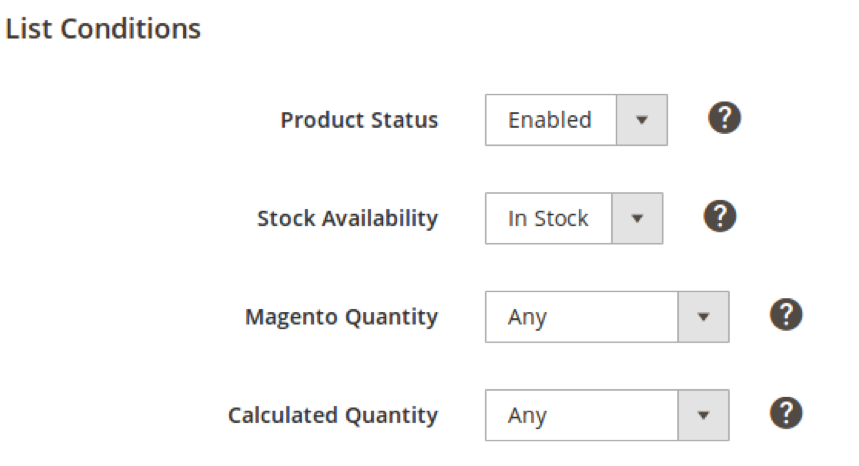 List Conditions
Product Status Enabled ?
Stock Availability In Stock ?
Magento Quantity Any ?
Calculated Quantity Any ?